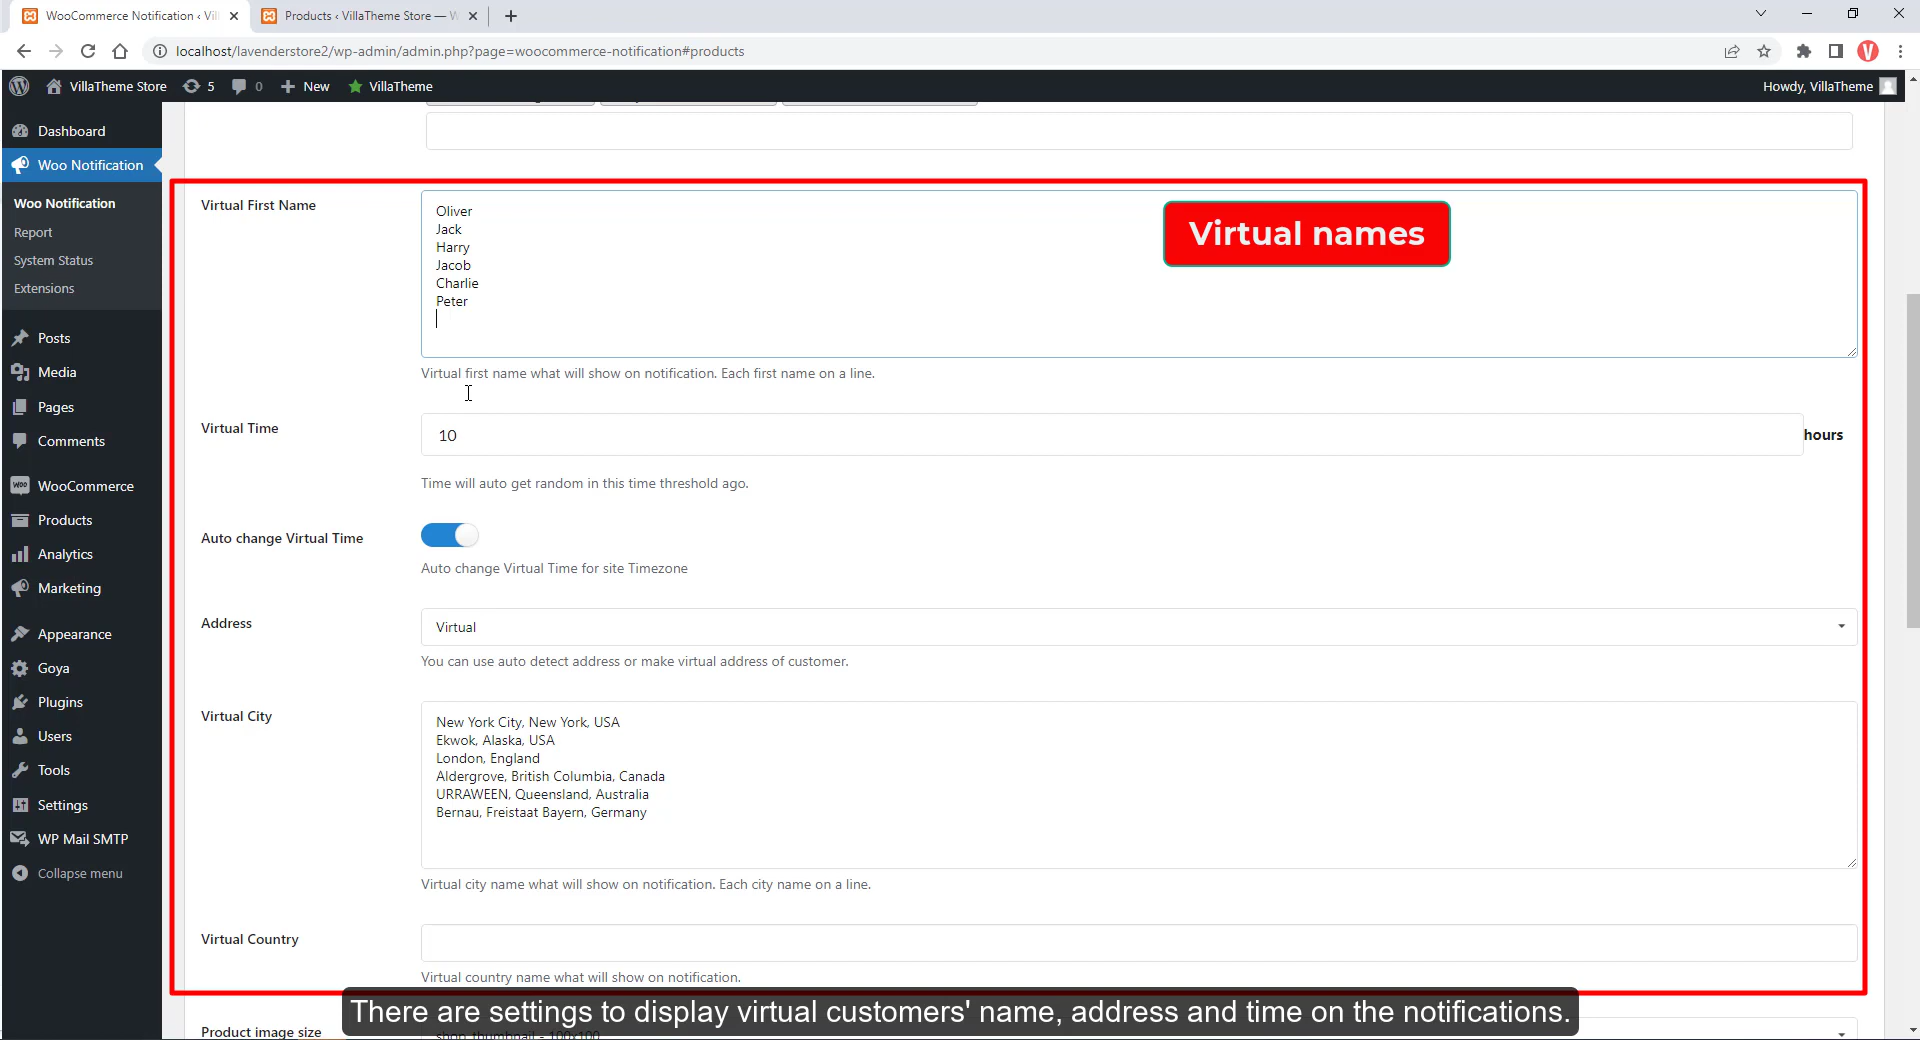 WooCommerce Notification ‹ Vil
Products ‹ VillaTheme Store — W
localhost/lavenderstore2/wp-admin/admin.php?page=woocommerce-notification#products
VillaTheme Store
5
0
New
VillaTheme
Howdy, VillaTheme
Dashboard
Woo Notification
Woo Notification
Report
System Status
Extensions
Posts
Media
Pages
Comments
WooCommerce
Products
Analytics
Marketing
Appearance
Goya
Plugins
Users
Tools
Settings
WP Mail SMTP
Collapse menu
Virtual First Name
Oliver
Jack
Harry
Jacob
Charlie
Peter
Virtual names
Virtual first name what will show on notification. Each first name on a line.
Virtual Time
10
hours
Time will auto get random in this time threshold ago.
Auto change Virtual Time
Auto change Virtual Time for site Timezone
Address
Virtual
You can use auto detect address or make virtual address of customer.
Virtual City
New York City, New York, USA
Ekwok, Alaska, USA
London, England
Aldergrove, British Columbia, Canada
URRAWEEN, Queensland, Australia
Bernau, Freistaat Bayern, Germany
Virtual city name what will show on notification. Each city name on a line.
Virtual Country
Virtual country name what will show on notification.
There are settings to display virtual customers' name, address and time on the notifications.
Product image size
shop_thumbnail - 100x100